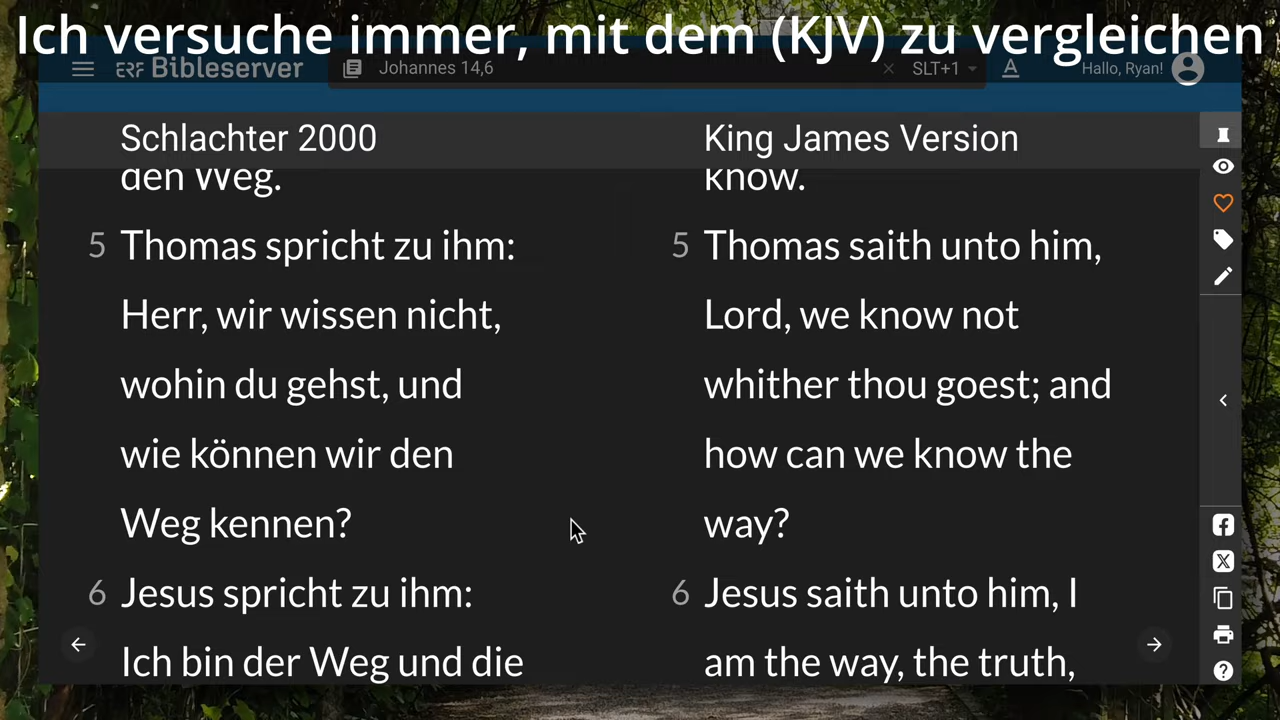 Ich versuche immer, mit dem (KJV) zu vergleichen
ERF Bibleserver
Johannes 14,6
SLT+1
A
Hallo, Ryan!
Schlachter 2000
den Weg.
5 Thomas spricht zu ihm:
Herr, wir wissen nicht,
wohin du gehst, und
wie können wir den
Weg kennen?
6 Jesus spricht zu ihm:
Ich bin der Weg und die
King James Version
know.
5 Thomas saith unto him,
Lord, we know not
whither thou goest; and
how can we know the
way?
6 Jesus saith unto him, I
am the way, the truth,